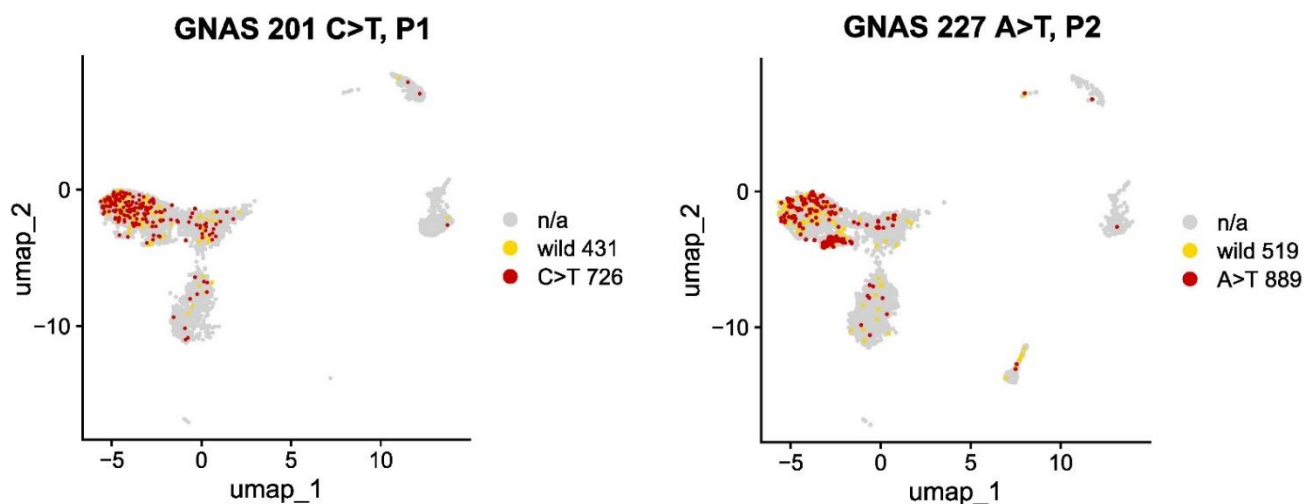 GNAS 201 C>T, P1
0
−10
umap_2
−5
0
5
10
umap_1
n/a
wild 431
C>T 726
GNAS 227 A>T, P2
0
−10
umap_2
−5
0
5
10
umap_1
n/a
wild 519
A>T 889